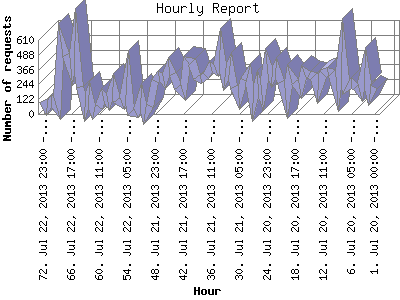 Hourly Report
Number of requests
610
488
366
244
122
0
72. Jul 22, 2013 23:00 -...
66. Jul 22, 2013 17:00 -...
60. Jul 22, 2013 11:00 -...
54. Jul 22, 2013 05:00 -...
48. Jul 21, 2013 23:00 -...
42. Jul 21, 2013 17:00 -...
36. Jul 21, 2013 11:00 -...
30. Jul 21, 2013 05:00 -...
24. Jul 20, 2013 23:00 -...
18. Jul 20, 2013 17:00 -...
12. Jul 20, 2013 11:00 -...
6. Jul 20, 2013 05:00 -...
1. Jul 20, 2013 00:00 -...
Hour